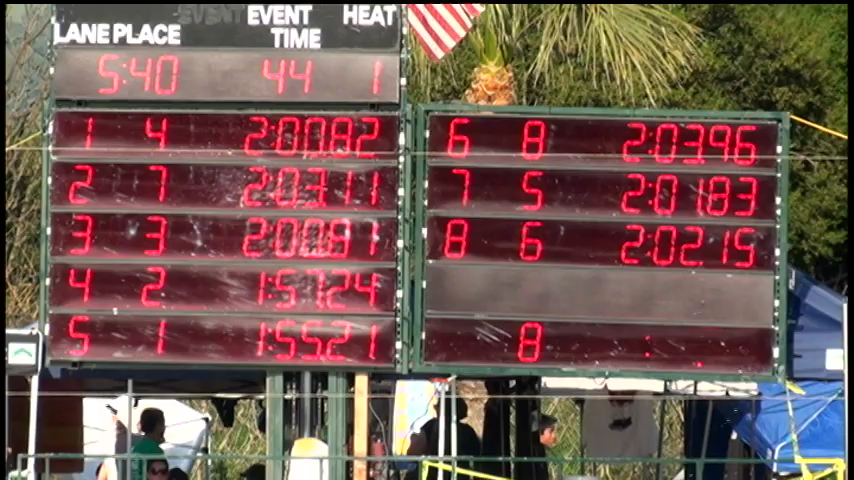 EVENT HEAT
LANE PLACE TIME
5:40 44 1
1 4 2:00.82
2 7 2:03.11
3 3 2:00.81
4 2 1:57.24
5 1 1:55.21
6 8 2:03.96
7 5 2:01.83
8 6 2:02.15
8 : .